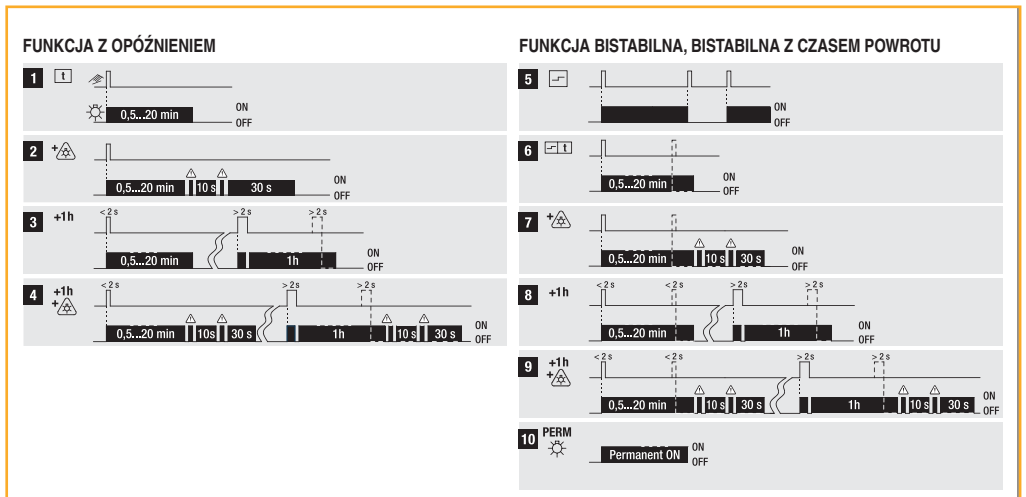 FUNKCJA Z OPÓŹNIENIEM
1 t
0,5...20 min ON
OFF
2 +
0,5...20 min 10 s 30 s ON
OFF
3 +1h < 2 s > 2 s > 2 s
0,5...20 min 1h ON
OFF
4 +1h < 2 s > 2 s > 2 s
+
0,5...20 min 10s 30 s 1h 10 s 30 s ON
OFF
FUNKCJA BISTABILNA, BISTABILNA Z CZASEM POWROTU
5
ON
OFF
6 t
0,5...20 min ON
OFF
7 +
0,5...20 min 10 s 30 s ON
OFF
8 +1h < 2 s < 2 s > 2 s > 2 s
0,5...20 min 1h ON
OFF
9 +1h < 2 s < 2 s > 2 s > 2 s
+
0,5...20 min 10 s 30 s 1h 10 s 30 s ON
OFF
10 PERM
Permanent ON ON
OFF